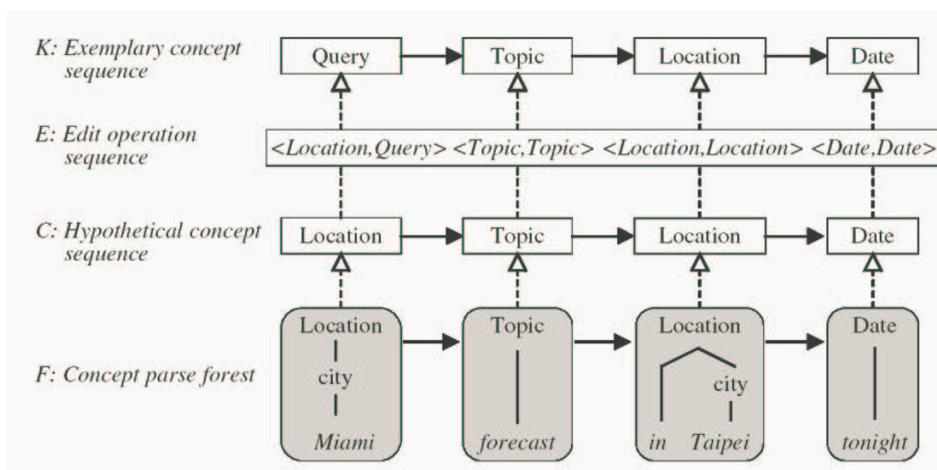 K: Exemplary concept
sequence
Query Topic Location Date
E: Edit operation
sequence
<Location,Query> <Topic,Topic> <Location,Location> <Date,Date>
C: Hypothetical concept
sequence
Location Topic Location Date
Location Topic Location Date
city
city
F: Concept parse forest
Miami forecast in Taipei tonight